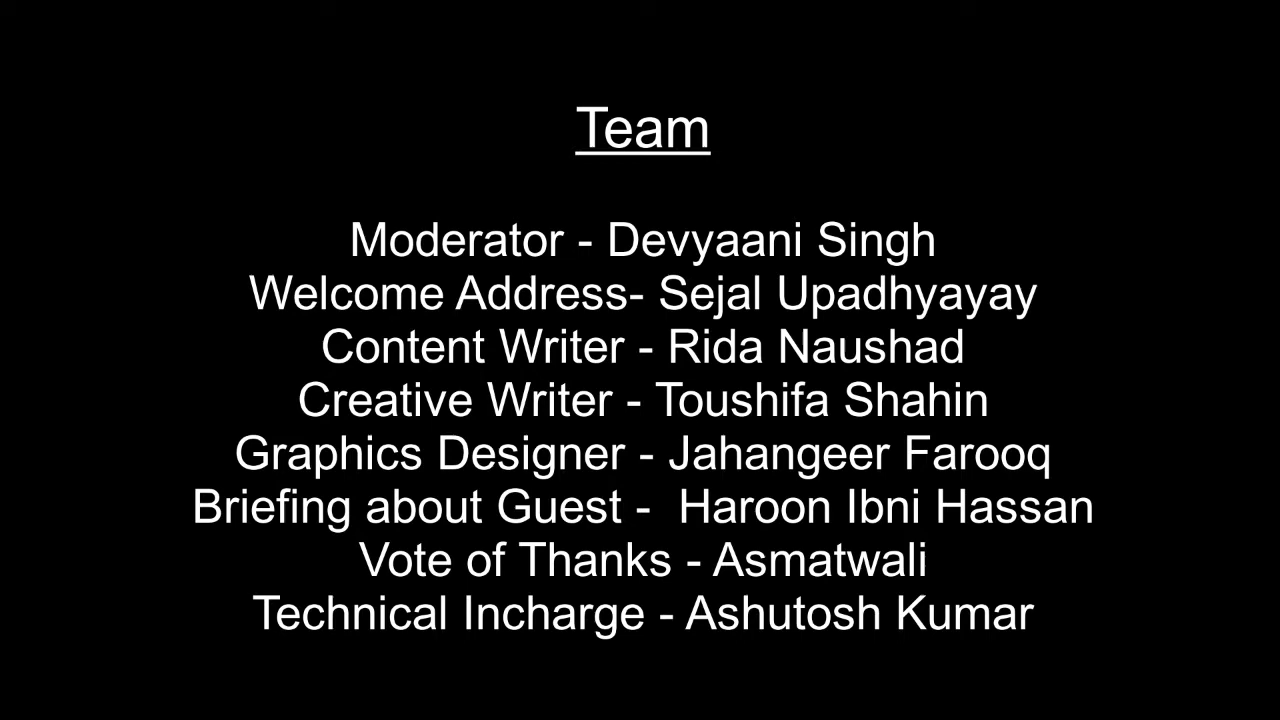 Team
Moderator - Devyaani Singh
Welcome Address- Sejal Upadhyayay
Content Writer - Rida Naushad
Creative Writer - Toushifa Shahin
Graphics Designer - Jahangeer Farooq
Briefing about Guest -  Haroon Ibni Hassan
Vote of Thanks - Asmatwali
Technical Incharge - Ashutosh Kumar